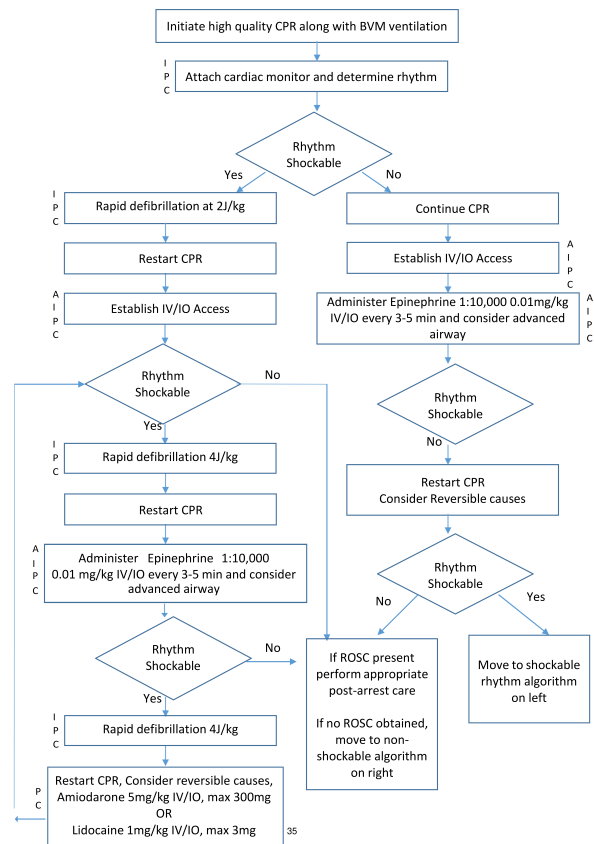 Initiate high quality CPR along with BVM ventilation
I
P
C
Attach cardiac monitor and determine rhythm
Rhythm
Shockable
Yes
No
I
P
C
Rapid defibrillation at 2J/kg
Restart CPR
A
I
P
C
Establish IV/IO Access
Rhythm
Shockable
No
Yes
I
P
C
Rapid defibrillation 4J/kg
Restart CPR
A
I
P
C
Administer Epinephrine 1:10,000
0.01 mg/kg IV/IO every 3-5 min and consider
advanced airway
Rhythm
Shockable
No
Yes
I
P
C
Rapid defibrillation 4J/kg
P
C
Restart CPR, Consider reversible causes,
Amiodarone 5mg/kg IV/IO, max 300mg
OR
Lidocaine 1mg/kg IV/IO, max 3mg
Continue CPR
Establish IV/IO Access
A
I
P
C
Administer Epinephrine 1:10,000 0.01mg/kg
IV/IO every 3-5 min and consider advanced
airway
A
I
P
C
Rhythm
Shockable
No
Restart CPR
Consider Reversible causes
Rhythm
Shockable
No
Yes
If ROSC present
perform appropriate
post-arrest care
If no ROSC obtained,
move to non-
shockable algorithm
on right
Move to shockable
rhythm algorithm
on left
35